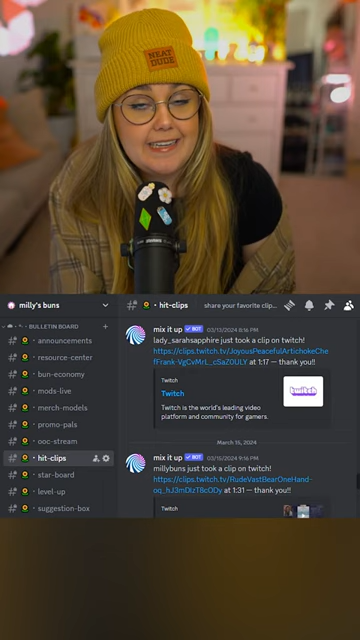 NEAT
DUDE
milly's buns
hit-clips
share your favorite clip...
BULLETIN BOARD
announcements
resource-center
bun-economy
mods-live
merch-models
promo-pals
ooc-stream
hit-clips
star-board
level-up
suggestion-box
mix it up BOT 03/13/2024 8:16 PM
lady_sarahsapphire just took a clip on twitch!
https://clips.twitch.tv/JoyousPeacefulArtichokeChe
at 1:17 — thank you!!
Twitch
Twitch
Twitch is the world's leading video
platform and community for gamers.
twitch
March 15, 2024
mix it up BOT 03/15/2024 9:16 PM
millybuns just took a clip on twitch!
https://clips.twitch.tv/RudeVastBearOneHand-
at 1:31 — thank you!!
Twitch